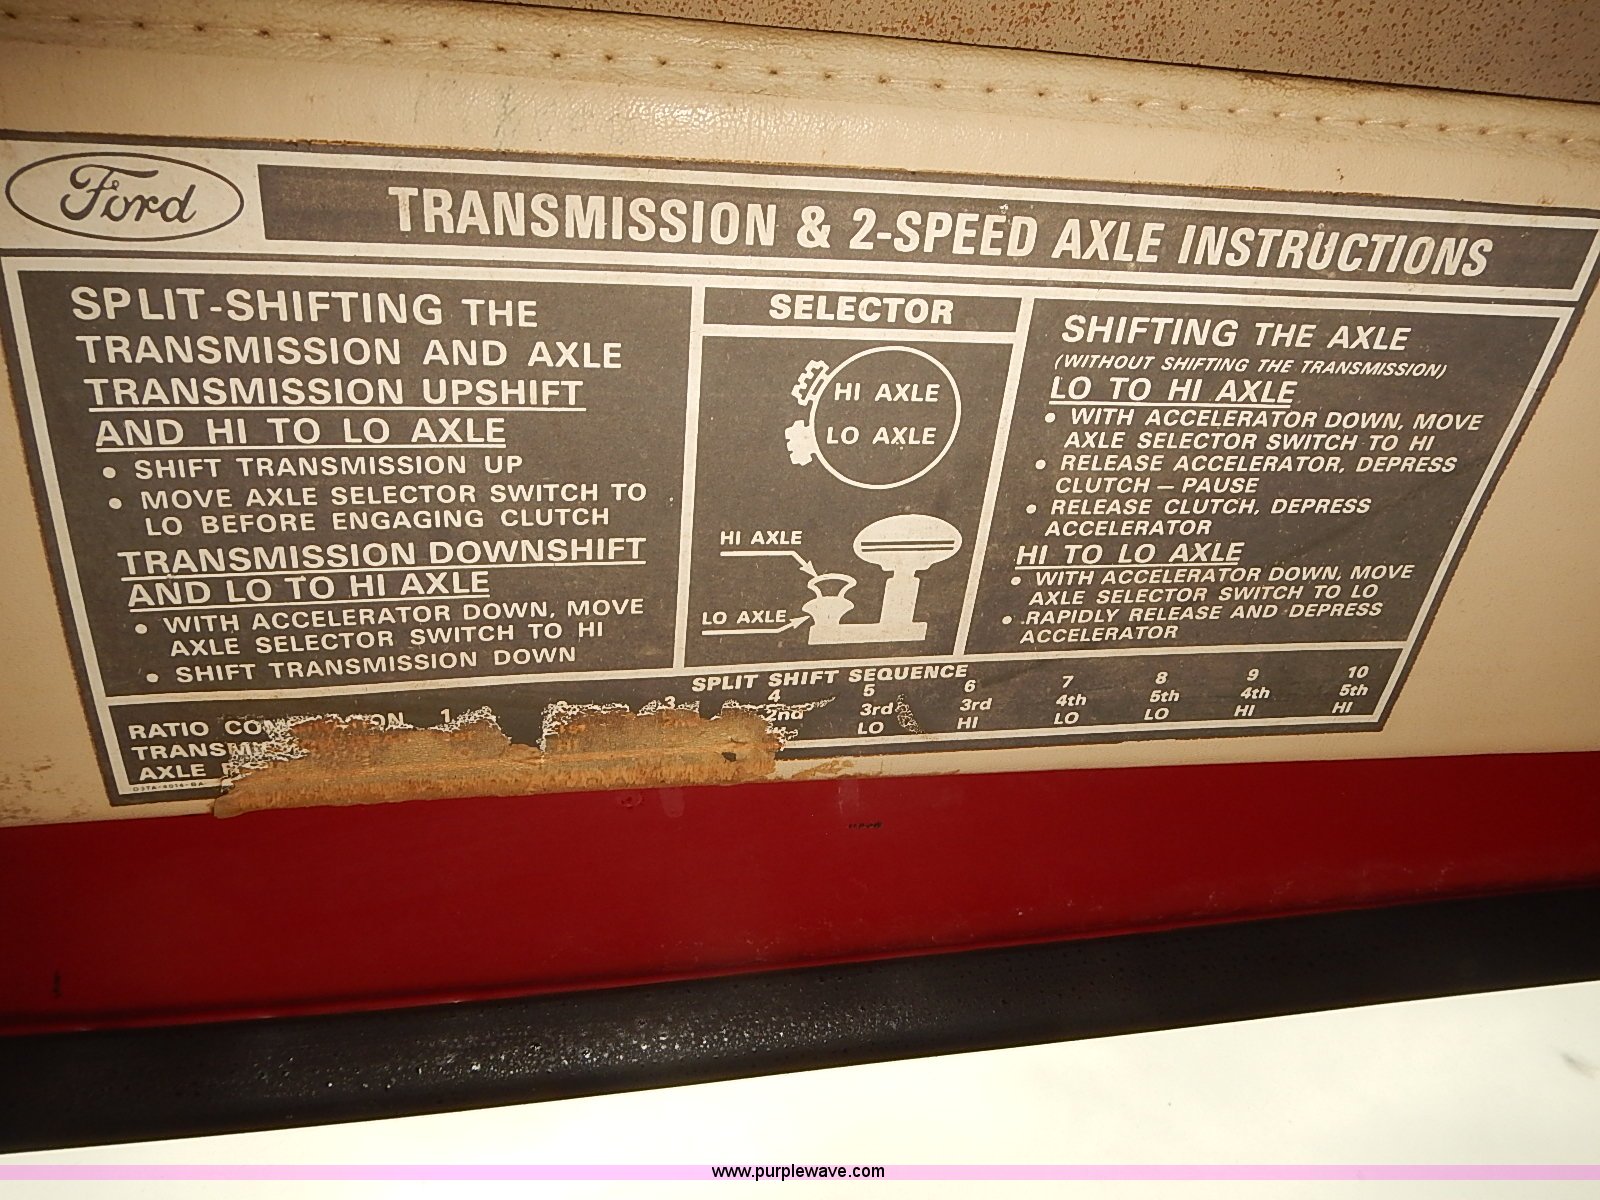 Ford
TRANSMISSION & 2-SPEED AXLE INSTRUCTIONS
SPLIT-SHIFTING THE
TRANSMISSION AND AXLE
TRANSMISSION UPSHIFT
AND HI TO LO AXLE
• SHIFT TRANSMISSION UP
• MOVE AXLE SELECTOR SWITCH TO
LO BEFORE ENGAGING CLUTCH
TRANSMISSION DOWNSHIFT
AND LO TO HI AXLE
• WITH ACCELERATOR DOWN, MOVE
AXLE SELECTOR SWITCH TO HI
• SHIFT TRANSMISSION DOWN
SELECTOR
HI AXLE
LO AXLE
HI AXLE
LO AXLE
SHIFTING THE AXLE
(WITHOUT SHIFTING THE TRANSMISSION)
LO TO HI AXLE
• WITH ACCELERATOR DOWN, MOVE
AXLE SELECTOR SWITCH TO HI
• RELEASE ACCELERATOR, DEPRESS
CLUTCH — PAUSE
• RELEASE CLUTCH, DEPRESS
ACCELERATOR
HI TO LO AXLE
• WITH ACCELERATOR DOWN, MOVE
AXLE SELECTOR SWITCH TO LO
• RAPIDLY RELEASE AND DEPRESS
ACCELERATOR
SPLIT SHIFT SEQUENCE
RATIO 1 3 4 5 6 7 8 9 10
2nd 3rd 3rd 4th 5th 4th 5th
AXLE LO HI LO LO HI HI
www.purplewave.com